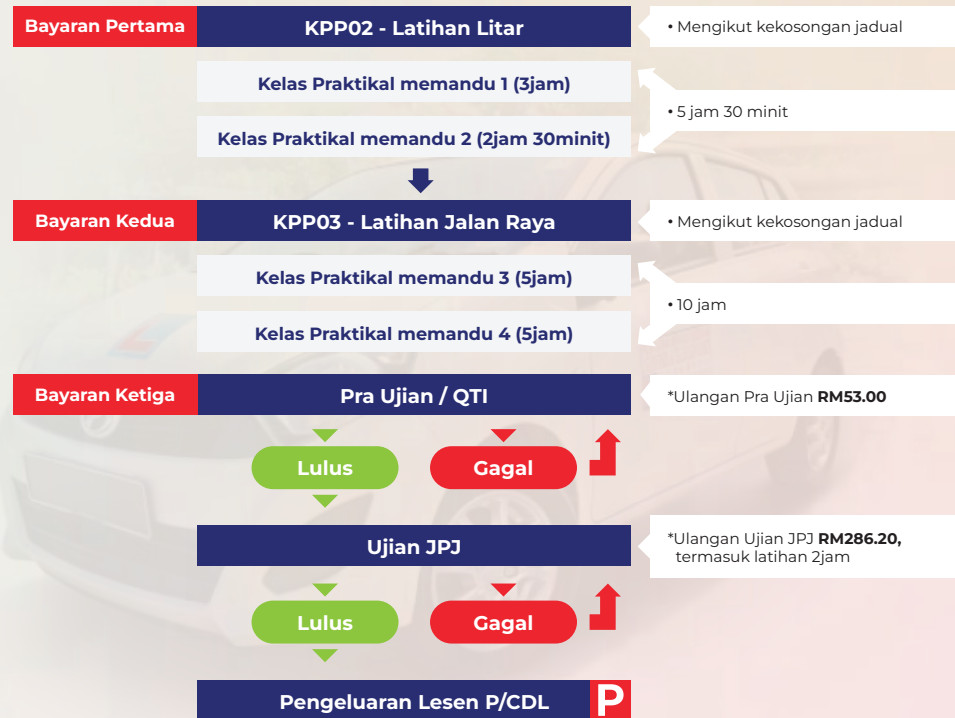 Bayaran Pertama
KPP02 - Latihan Litar
• Mengikut kekosongan jadual
Kelas Praktikal memandu 1 (3jam)
• 5 jam 30 minit
Kelas Praktikal memandu 2 (2jam 30minit)
Bayaran Kedua
KPP03 - Latihan Jalan Raya
• Mengikut kekosongan jadual
Kelas Praktikal memandu 3 (5jam)
• 10 jam
Kelas Praktikal memandu 4 (5jam)
Bayaran Ketiga
Pra Ujian / QTI
*Ulangan Pra Ujian RM53.00
Lulus
Gagal
Ujian JPJ
*Ulangan Ujian JPJ RM286.20,
termasuk latihan 2jam
Lulus
Gagal
Pengeluaran Lesen P/CDL
P